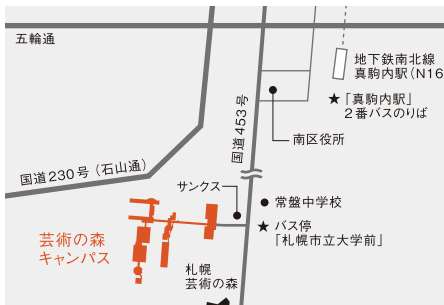 五輪通
地下鉄南北線
真駒内駅(N16
★「真駒内駅」
2番バスのりば
国道453号
南区役所
国道230号(石山通)
サンクス
常盤中学校
★バス停
「札幌市立大学前」
芸術の森
キャンパス
札幌
芸術の森